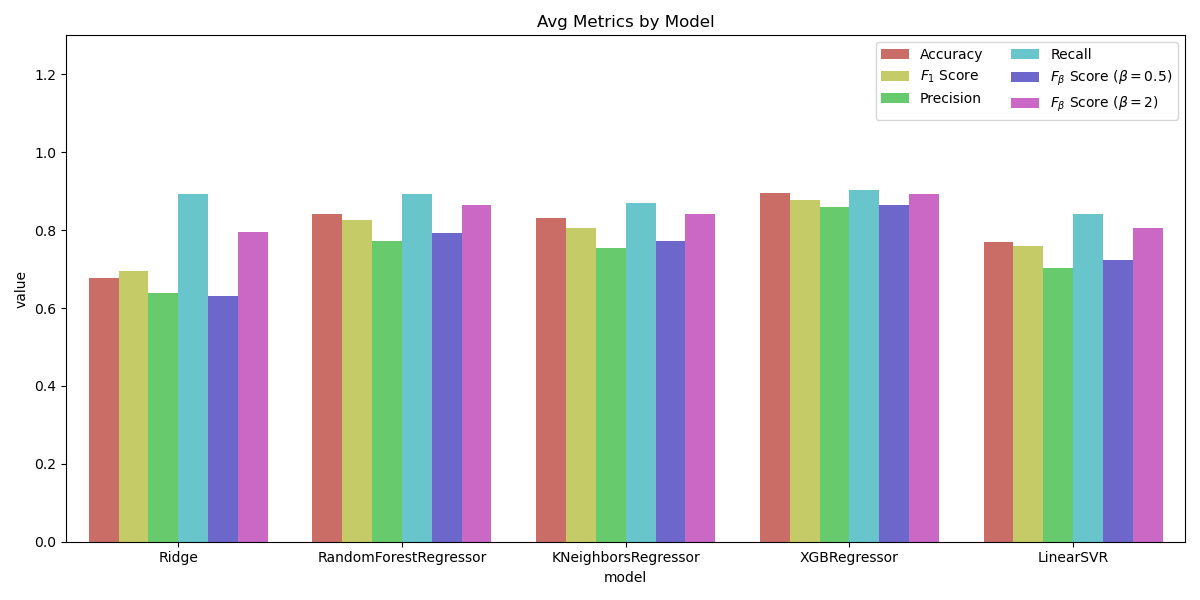 Avg Metrics by Model
Accuracy
F₁ Score
Precision
Recall
Fᵦ Score (β = 0.5)
Fᵦ Score (β = 2)
value
1.2
1.0
0.8
0.6
0.4
0.2
0.0
Ridge RandomForestRegressor KNeighborsRegressor XGBRegressor LinearSVR
model